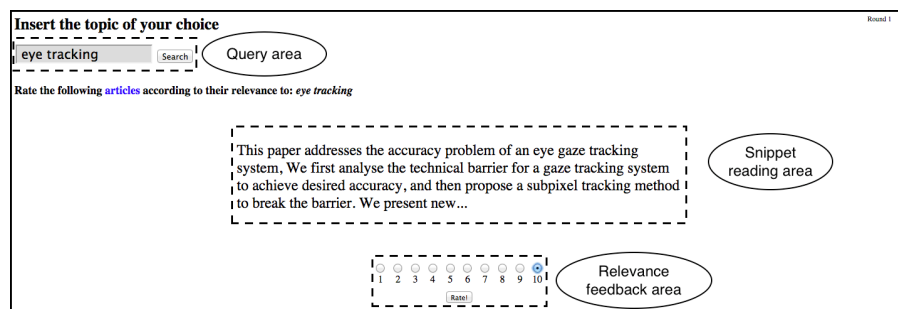 Insert the topic of your choice
Round 1
eye tracking
Search
Query area
Rate the following articles according to their relevance to: eye tracking
This paper addresses the accuracy problem of an eye gaze tracking
system, We first analyse the technical barrier for a gaze tracking system
to achieve desired accuracy, and then propose a subpixel tracking method
to break the barrier. We present new...
Snippet
reading area
1 2 3 4 5 6 7 8 9 10
Rate!
Relevance
feedback area